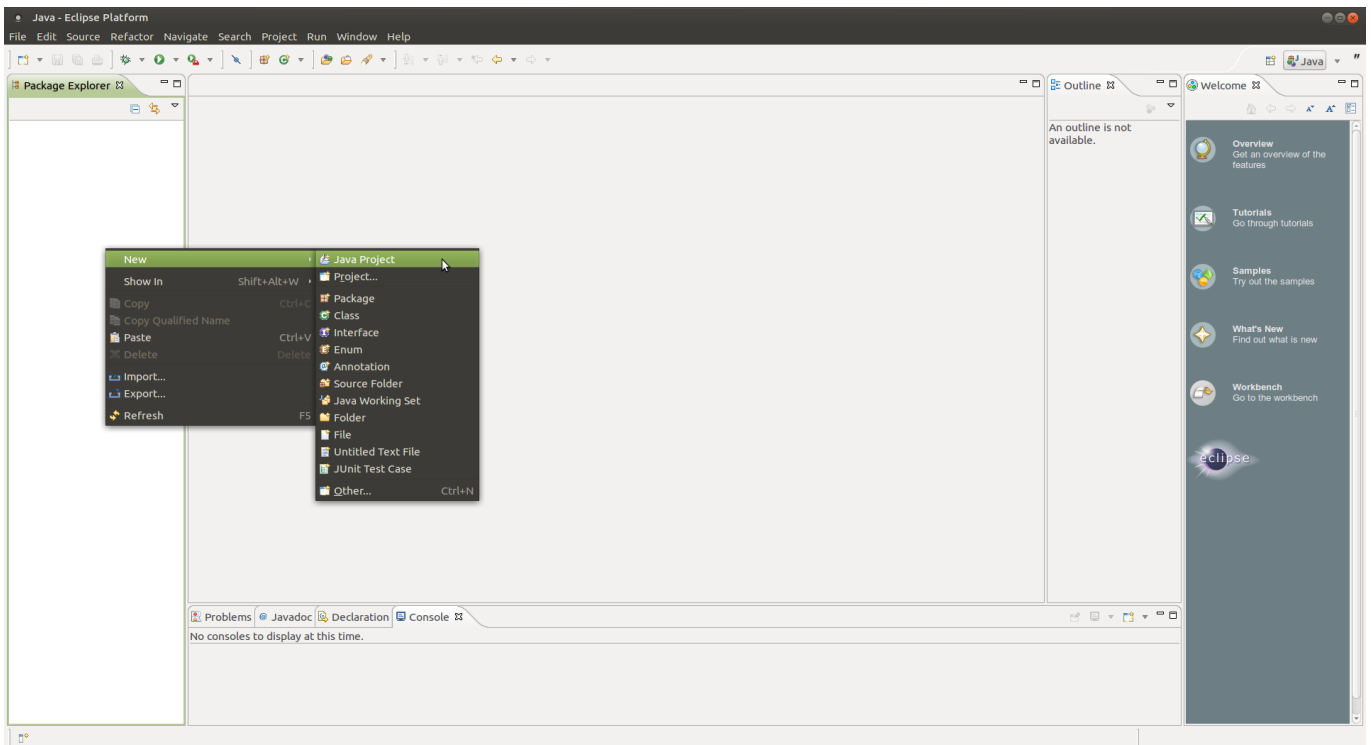 Java - Eclipse Platform
File Edit Source Refactor Navigate Search Project Run Window Help
Java
Package Explorer
Outline
Welcome
An outline is not
available.
Overview
Get an overview of the
features
Tutorials
Go through tutorials
Samples
Try out the samples
What's New
Find out what is new
Workbench
Go to the workbench
eclipse
New
Show In Shift+Alt+W
Copy Ctrl+C
Copy Qualified Name
Paste Ctrl+V
Delete Delete
Import...
Export...
Refresh F5
Java Project
Project...
Package
Class
Interface
Enum
Annotation
Source Folder
Java Working Set
Folder
File
Untitled Text File
JUnit Test Case
Other... Ctrl+N
Problems @ Javadoc Declaration Console
No consoles to display at this time.